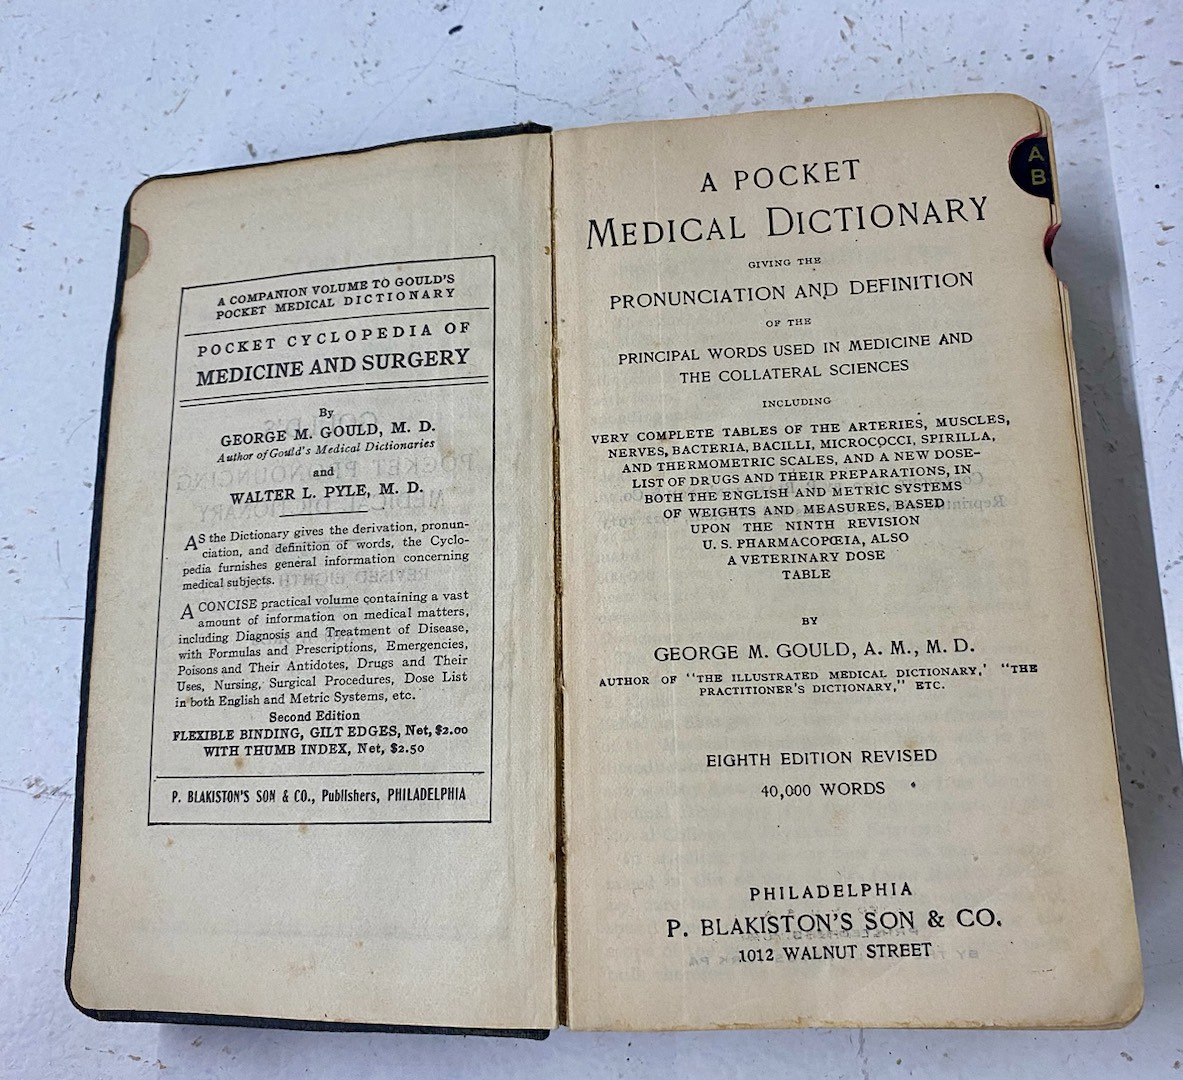 A COMPANION VOLUME TO GOULD'S
POCKET MEDICAL DICTIONARY
POCKET CYCLOPEDIA OF
MEDICINE AND SURGERY
By
GEORGE M. GOULD, M. D.
Author of Gould's Medical Dictionaries
and
WALTER L. PYLE, M. D.
AS the Dictionary gives the derivation, pronun-
ciation, and definition of words, the Cyclo-
pedia furnishes general information concerning
medical subjects.
A CONCISE practical volume containing a vast
amount of information on medical matters,
including Diagnosis and Treatment of Disease,
with Formulas and Prescriptions, Emergencies,
Poisons and Their Antidotes, Drugs and Their
Uses, Nursing, Surgical Procedures, Dose List
in both English and Metric Systems, etc.
Second Edition
FLEXIBLE BINDING, GILT EDGES, Net, $2.00
WITH THUMB INDEX, Net, $2.50
P. BLAKISTON'S SON & CO., Publishers, PHILADELPHIA
A POCKET
MEDICAL DICTIONARY
GIVING THE
PRONUNCIATION AND DEFINITION
OF THE
PRINCIPAL WORDS USED IN MEDICINE AND
THE COLLATERAL SCIENCES
INCLUDING
VERY COMPLETE TABLES OF THE ARTERIES, MUSCLES,
NERVES, BACTERIA, BACILLI, MICROCOCCI, SPIRILLA,
AND THERMOMETRIC SCALES, AND A NEW DOSE-
LIST OF DRUGS AND THEIR PREPARATIONS, IN
BOTH THE ENGLISH AND METRIC SYSTEMS
OF WEIGHTS AND MEASURES, BASED
UPON THE NINTH REVISION
U. S. PHARMACOPŒIA, ALSO
A VETERINARY DOSE
TABLE
BY
GEORGE M. GOULD, A. M., M. D.
AUTHOR OF "THE ILLUSTRATED MEDICAL DICTIONARY,' "THE
PRACTITIONER'S DICTIONARY," ETC.
EIGHTH EDITION REVISED
40,000 WORDS
PHILADELPHIA
P. BLAKISTON'S SON & CO.
1012 WALNUT STREET
A
B